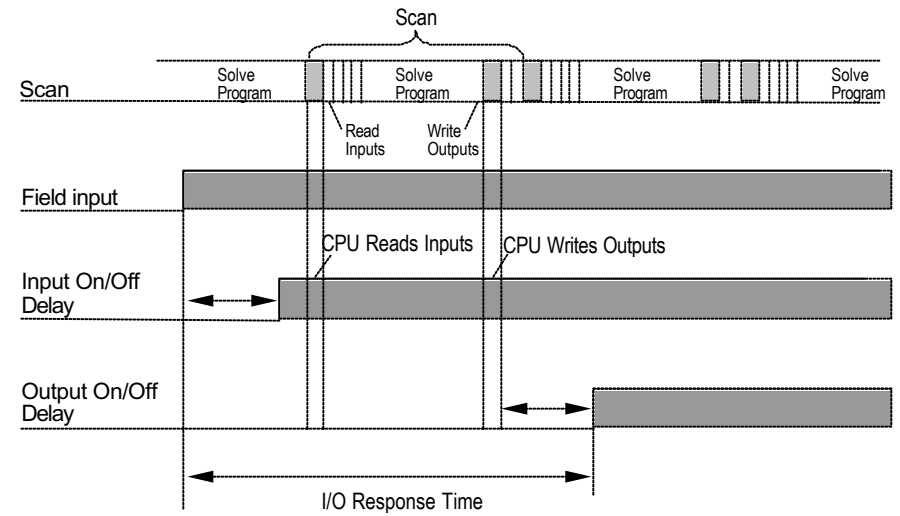 Scan
Scan
Solve
Program
Solve
Program
Solve
Program
Solve
Program
Read
Inputs
Write
Outputs
Field input
CPU Reads Inputs
CPU Writes Outputs
Input On/Off
Delay
Output On/Off
Delay
I/O Response Time